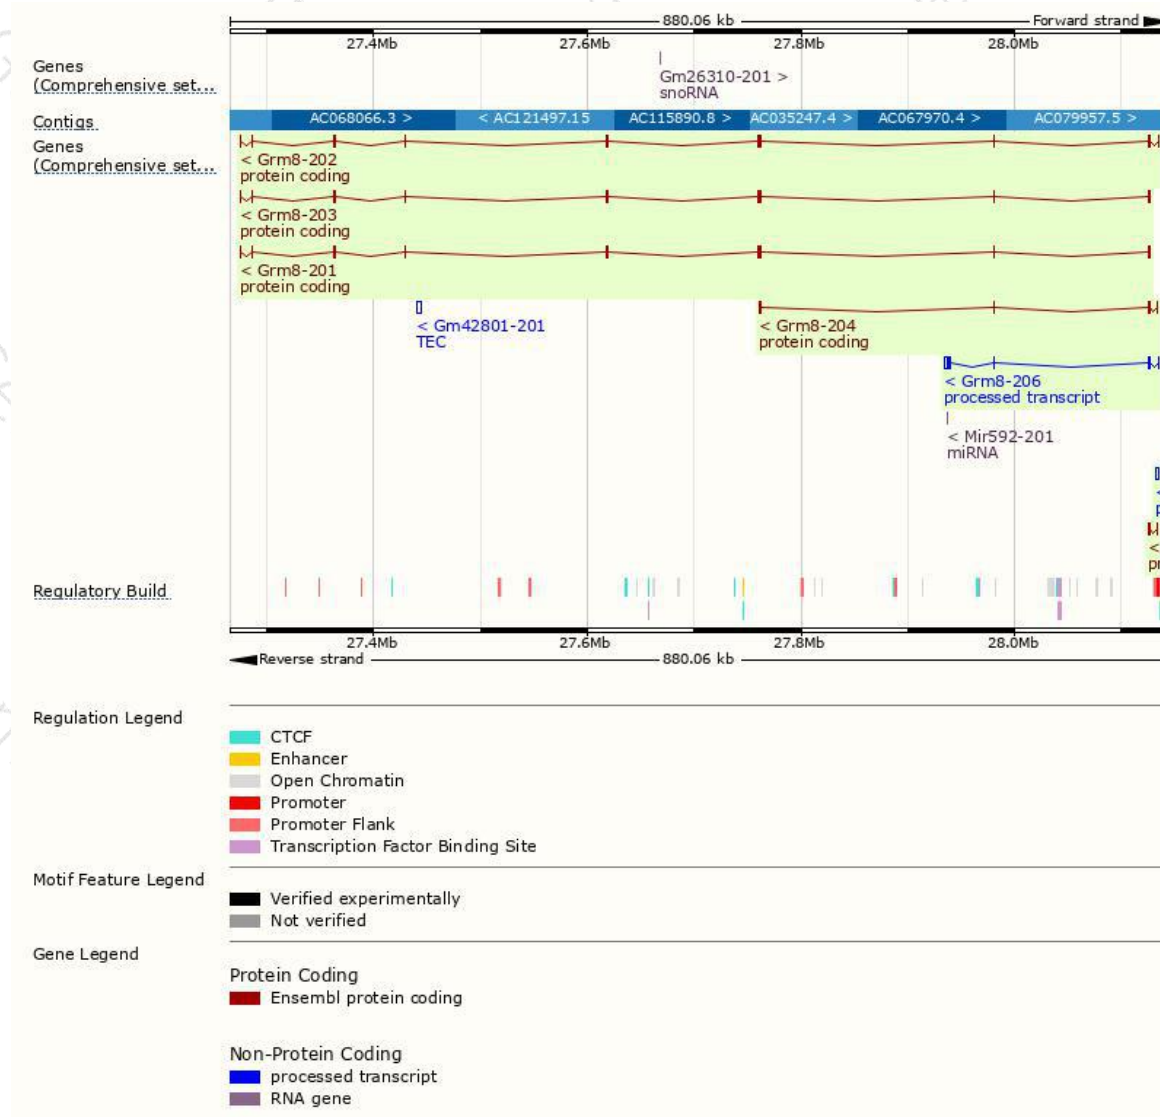 880.06 kb
Forward strand
27.4Mb 27.6Mb 27.8Mb 28.0Mb
Genes
(Comprehensive set...
Gm26310-201 >
snoRNA
Contigs
AC068066.3 > < AC121497.15 AC115890.8 > AC035247.4 > AC067970.4 > AC079957.5 >
Genes
(Comprehensive set...
< Grm8-202
protein coding
< Grm8-203
protein coding
< Grm8-201
protein coding
< Gm42801-201
TEC
< Grm8-204
protein coding
< Grm8-206
processed transcript
< Mir592-201
miRNA
<
<
pr
Regulatory Build
27.4Mb 27.6Mb 27.8Mb 28.0Mb
Reverse strand
880.06 kb
Regulation Legend
CTCF
Enhancer
Open Chromatin
Promoter
Promoter Flank
Transcription Factor Binding Site
Motif Feature Legend
Verified experimentally
Not verified
Gene Legend
Protein Coding
Ensembl protein coding
Non-Protein Coding
processed transcript
RNA gene